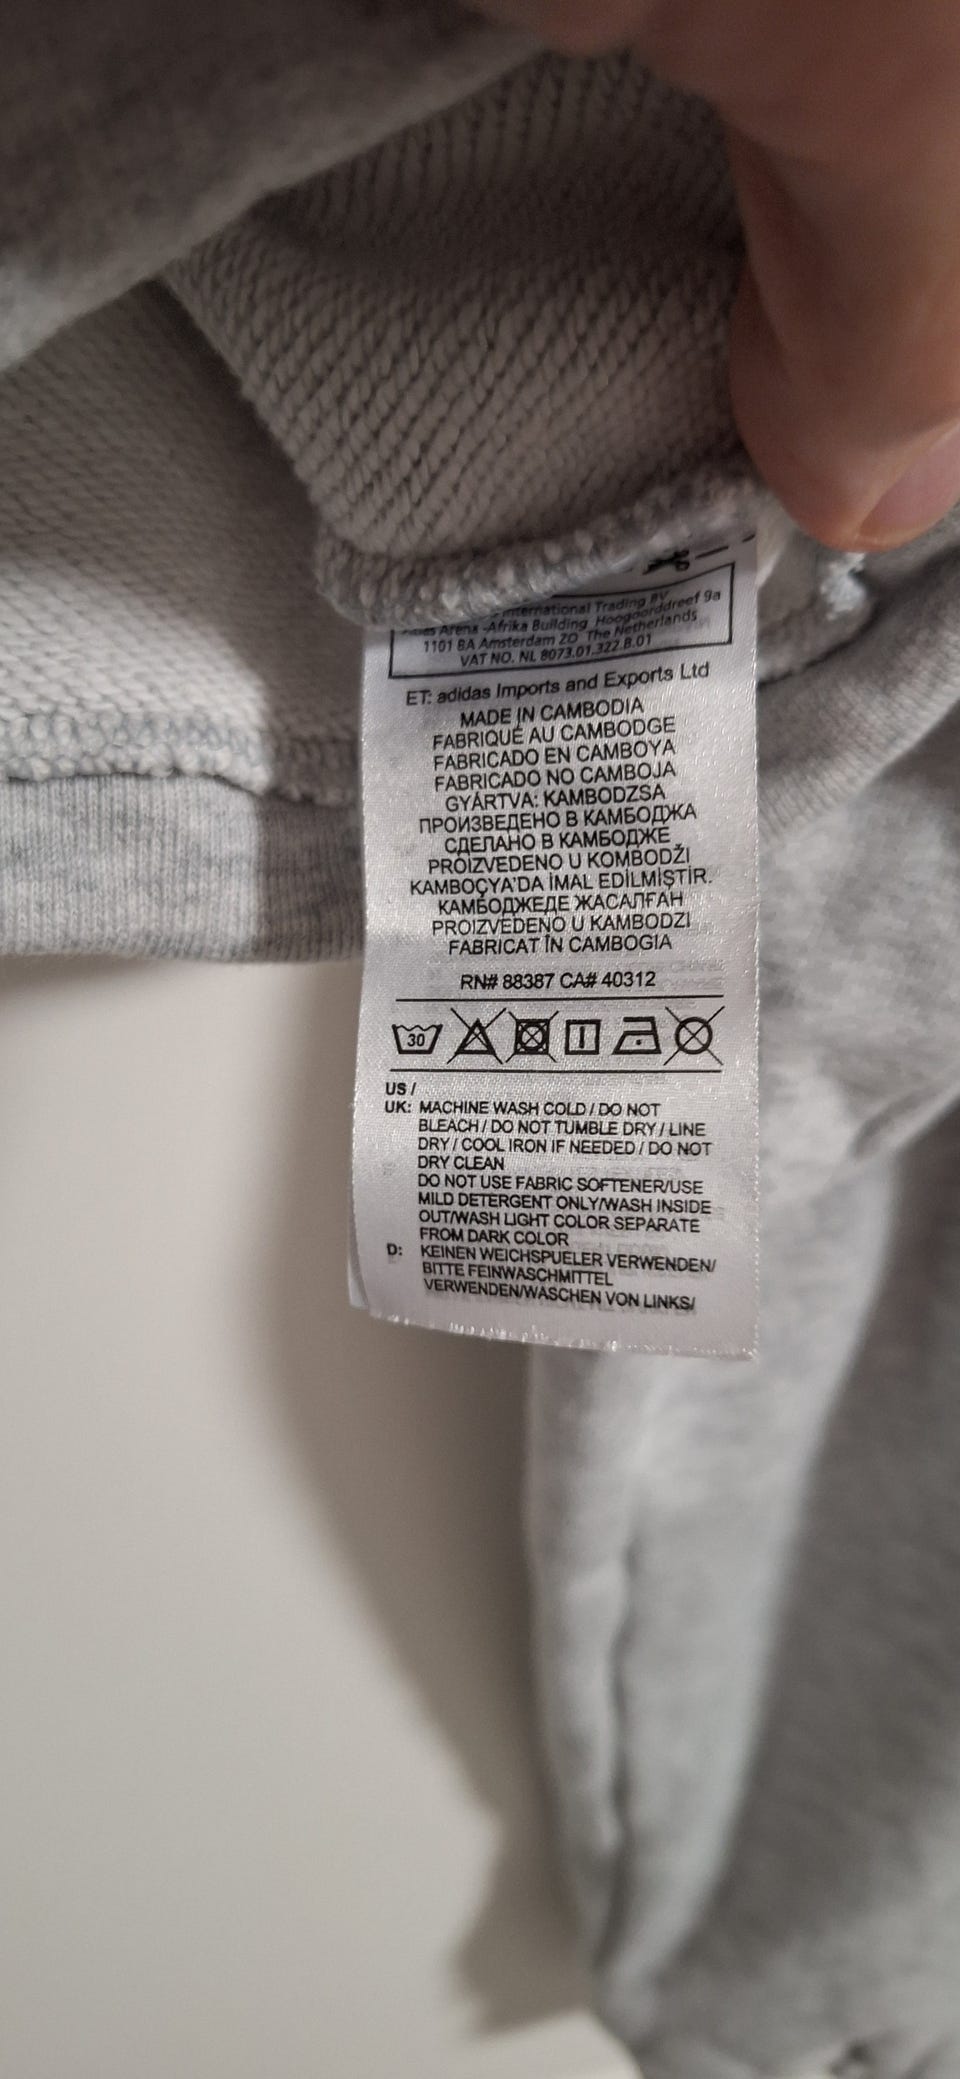 International Trading BV
Arena -Afrika Building, Hoogoorddreef 9a
1101 BA Amsterdam ZO The Netherlands
VAT NO. NL 8073.01.322.B.01
ET: adidas Imports and Exports Ltd
MADE IN CAMBODIA
FABRIQUÉ AU CAMBODGE
FABRICADO EN CAMBOYA
FABRICADO NO CAMBOJA
GYÁRTVA: KAMBODZSA
ПРОИЗВЕДЕНО В КАМБОДЖА
СДЕЛАНО В КАМБОДЖЕ
PROIZVEDENO U KOMBODŽI
KAMBOÇYA'DA İMAL EDİLMİŞTİR.
КАМБОДЖЕДЕ ЖАСАЛҒАН
PROIZVEDENO U KAMBODZI
FABRICAT ÎN CAMBOGIA
RN# 88387 CA# 40312
30
US /
UK: MACHINE WASH COLD / DO NOT
BLEACH / DO NOT TUMBLE DRY / LINE
DRY / COOL IRON IF NEEDED / DO NOT
DRY CLEAN
DO NOT USE FABRIC SOFTENER/USE
MILD DETERGENT ONLY/WASH INSIDE
OUT/WASH LIGHT COLOR SEPARATE
FROM DARK COLOR
D: KEINEN WEICHSPUELER VERWENDEN/
BITTE FEINWASCHMITTEL
VERWENDEN/WASCHEN VON LINKS/